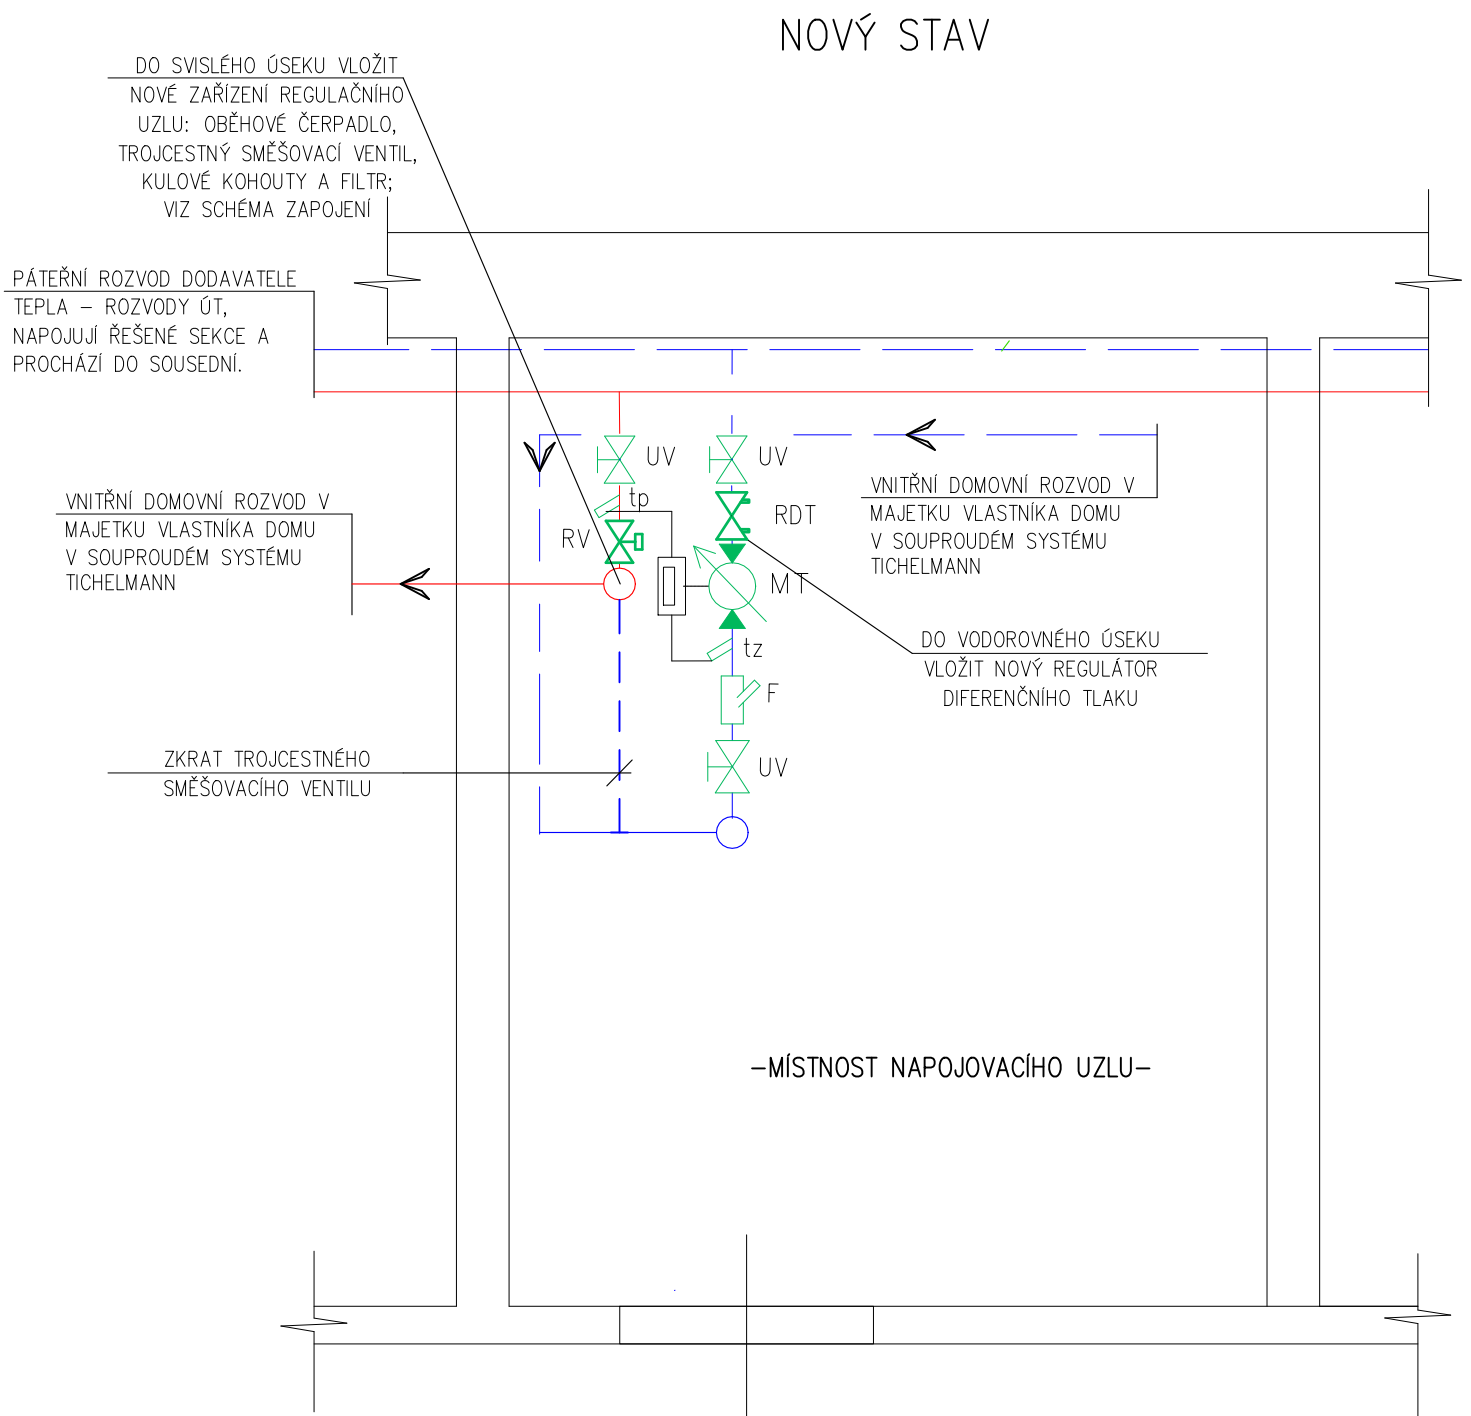 NOVÝ STAV
DO SVISLÉHO ÚSEKU VLOŽIT
NOVÉ ZAŘÍZENÍ REGULAČNÍHO
UZLU: OBĚHOVÉ ČERPADLO,
TROJCESTNÝ SMĚŠOVACÍ VENTIL,
KULOVÉ KOHOUTY A FILTR;
VIZ SCHÉMA ZAPOJENÍ
PÁTEŘNÍ ROZVOD DODAVATELE
TEPLA – ROZVODY ÚT,
NAPOJUJÍ ŘEŠENÉ SEKCE A
PROCHÁZÍ DO SOUSEDNÍ.
UV
UV
VNITŘNÍ DOMOVNÍ ROZVOD V
MAJETKU VLASTNÍKA DOMU
V SOUPROUDÉM SYSTÉMU
TICHELMANN
tp
RV
RDT
MT
VNITŘNÍ DOMOVNÍ ROZVOD V
MAJETKU VLASTNÍKA DOMU
V SOUPROUDÉM SYSTÉMU
TICHELMANN
tz
F
DO VODOROVNÉHO ÚSEKU
VLOŽIT NOVÝ REGULÁTOR
DIFERENČNÍHO TLAKU
UV
ZKRAT TROJCESTNÉHO
SMĚŠOVACÍHO VENTILU
–MÍSTNOST NAPOJOVACÍHO UZLU–